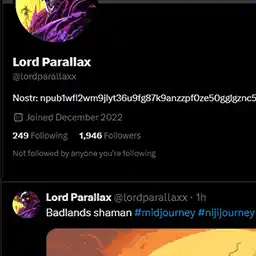 Lord Parallax
@lordparallaxx
Nostr: npub1wfl2wm9jlyt36u9fg87k9anzzpf0ze50gglgznc5
Joined December 2022
249 Following 1,946 Followers
Not followed by anyone you're following
Lord Parallax @lordparallaxx · 1h
Badlands shaman #midjourney #nijijourney